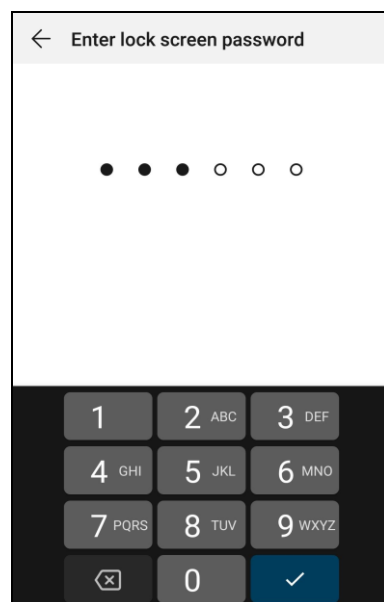 Enter lock screen password
1 2 ABC 3 DEF
4 GHI 5 JKL 6 MNO
7 PQRS 8 TUV 9 WXYZ
0